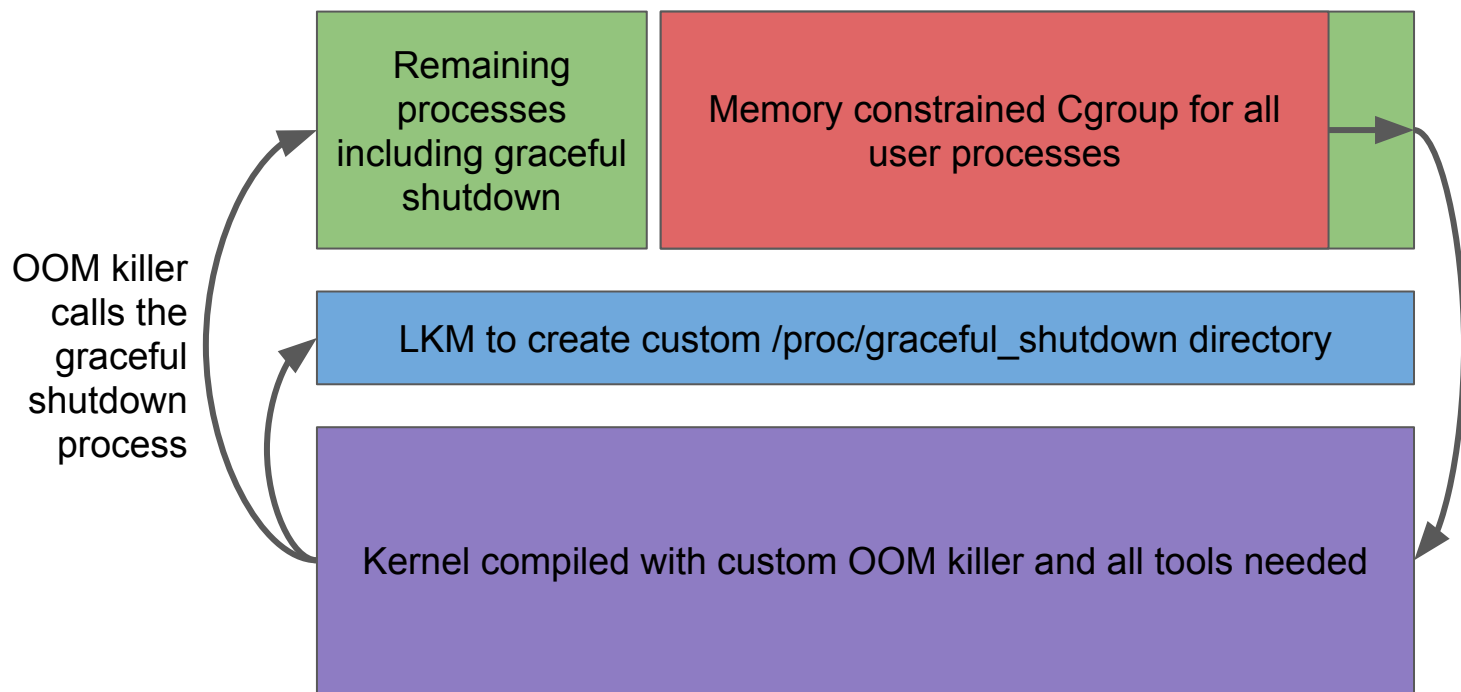 Remaining
processes
including graceful
shutdown
Memory constrained Cgroup for all
user processes
OOM killer
calls the
graceful
shutdown
process
LKM to create custom /proc/graceful_shutdown directory
Kernel compiled with custom OOM killer and all tools needed